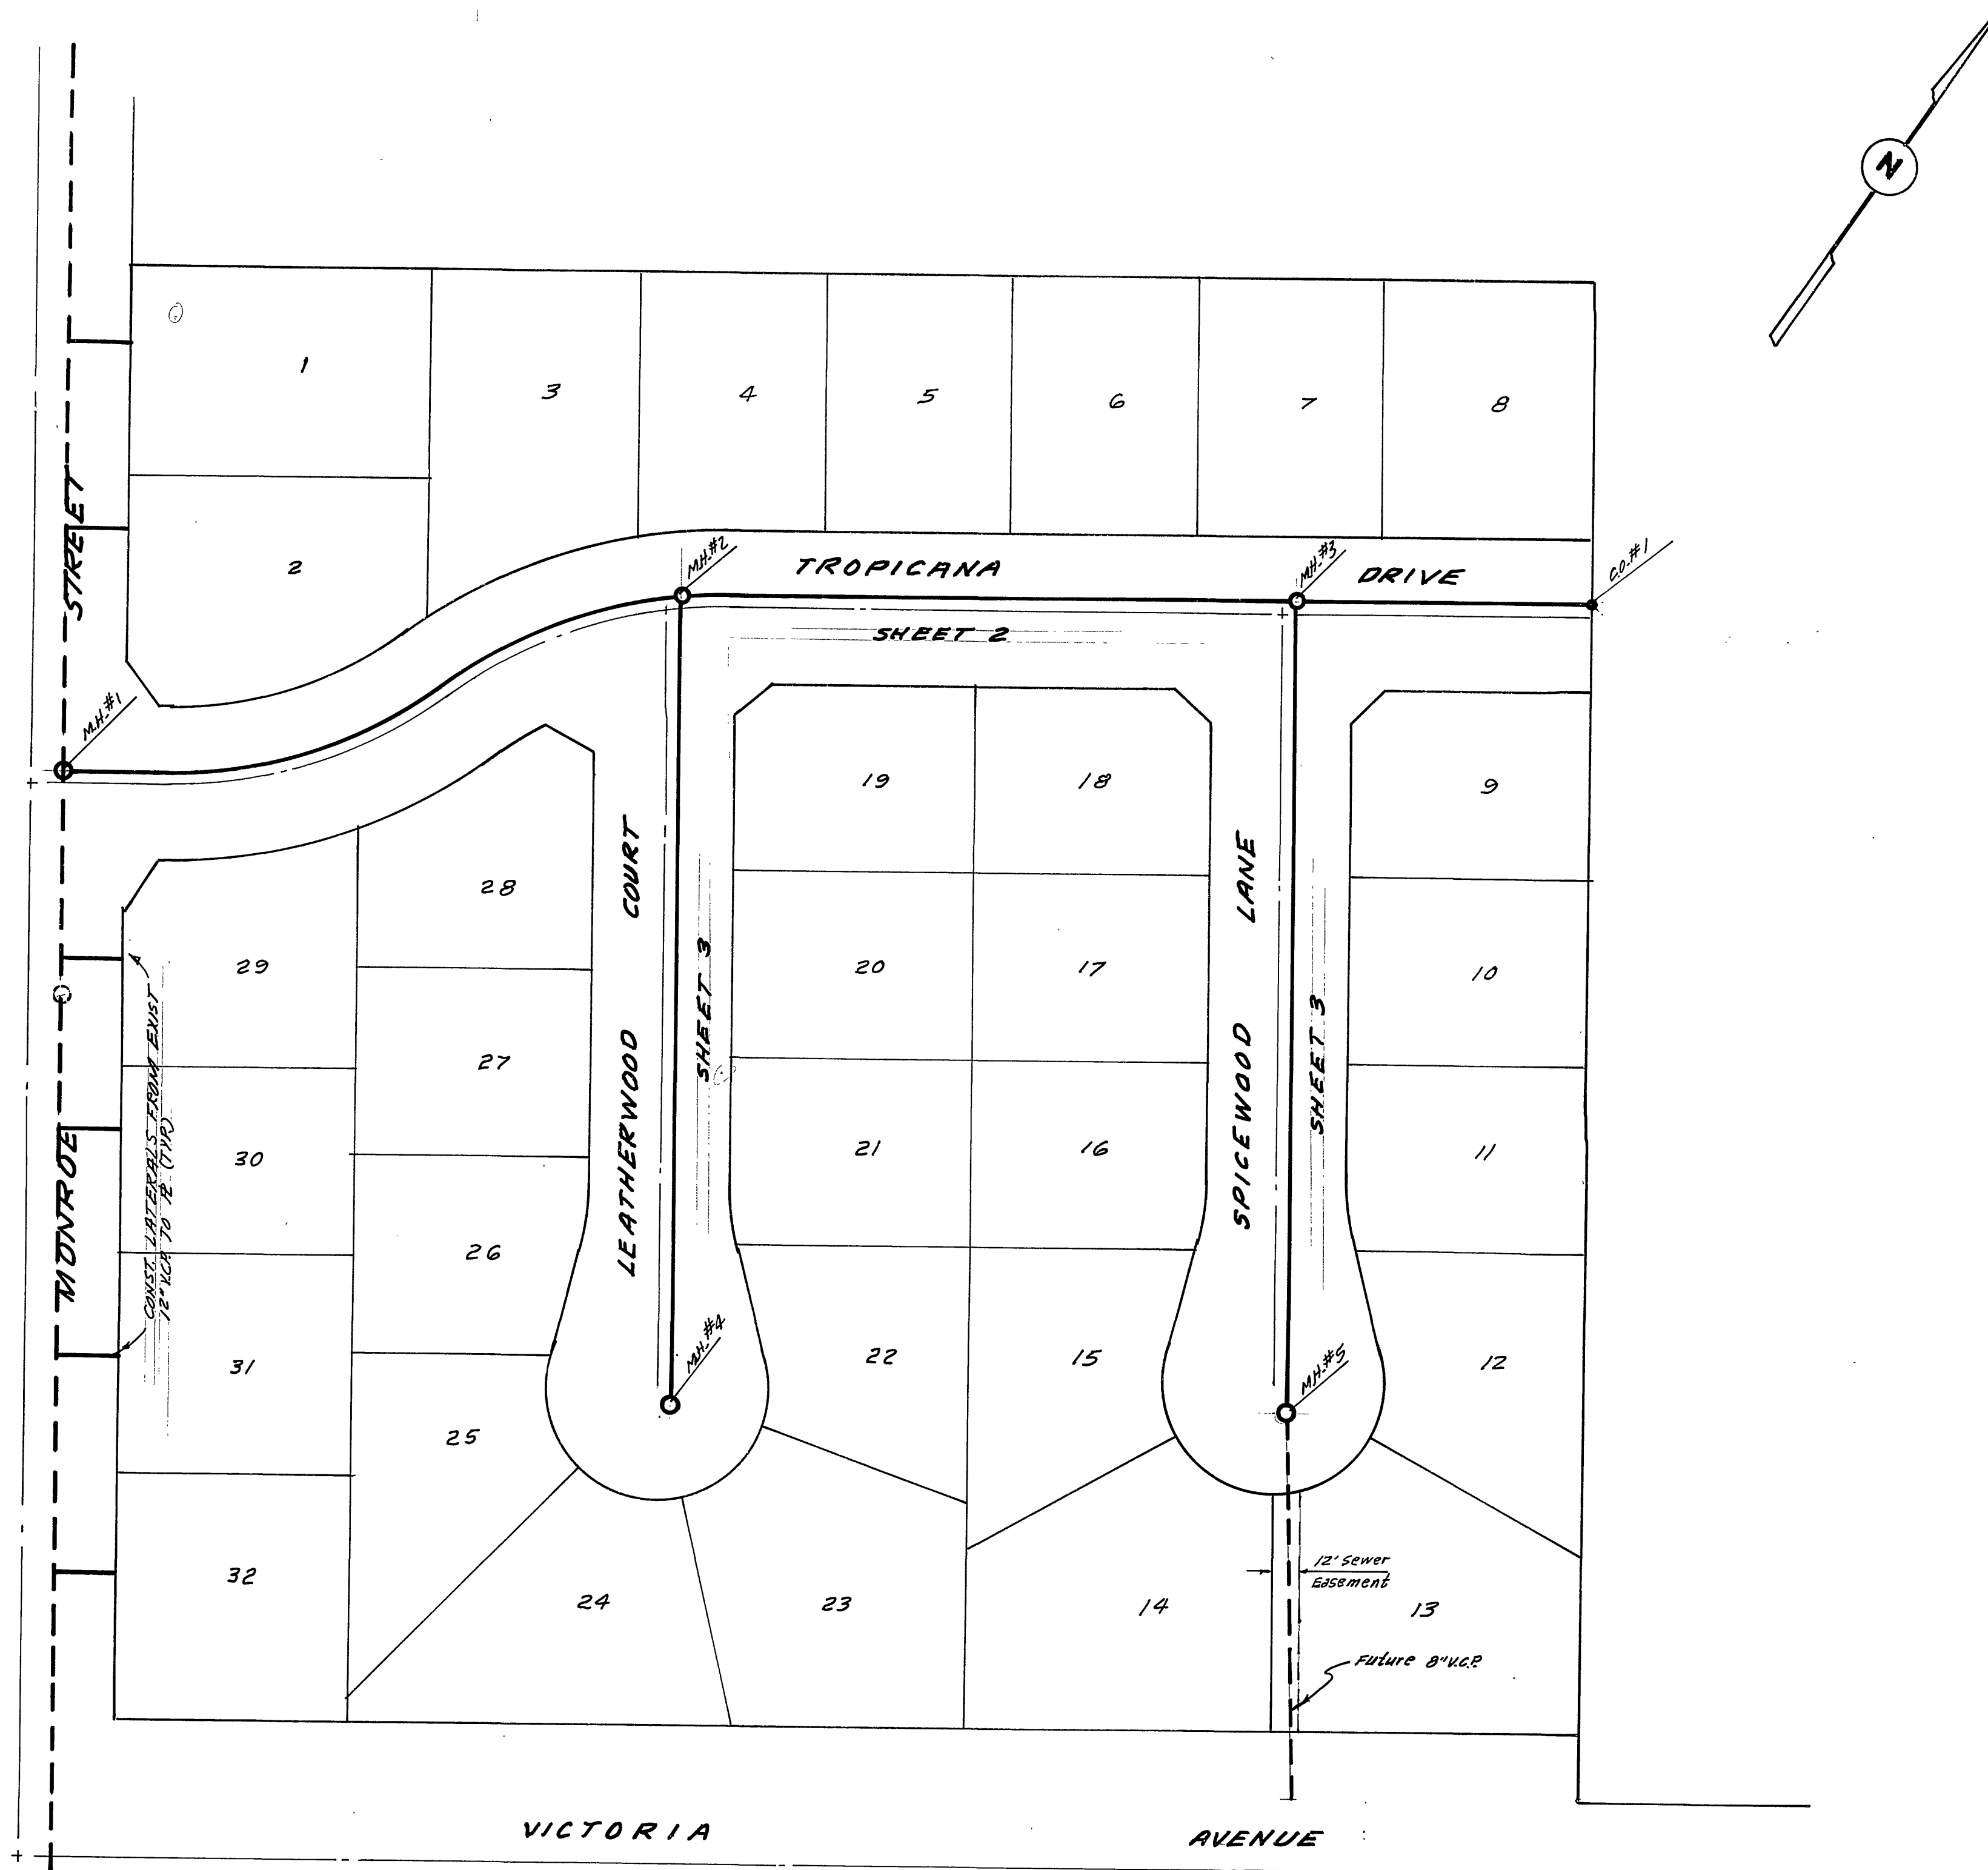 N
1
3
4
5
6
7
8
2
STREET
M.H. #1
M.H. #2
TROPICANA DRIVE
M.H. #3
C.O. #1
SHEET 2
19
18
9
28
COURT
LANE
29
20
17
10
27
SHEET 3
SHEET 3
CONST. LATERALS FROM EXIST
12" V.C.P. TO PL (TYP.)
30
21
16
11
MONROE
LEATHERWOOD
SPICEWOOD
26
M.H. #4
M.H. #5
31
22
15
12
25
32
24
23
14
13
12' Sewer
Easement
Future 8" V.C.P.
VICTORIA AVENUE